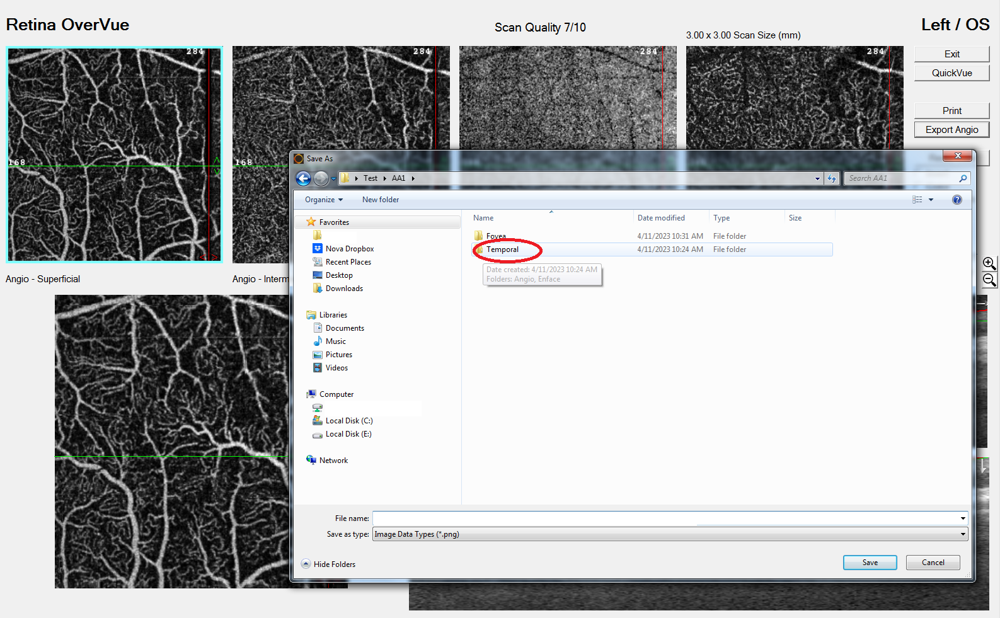 Retina OverVue
Scan Quality 7/10
3.00 x 3.00 Scan Size (mm)
Left / OS
284
284
284
284
168
168
Exit
QuickVue
Print
Export Angio
Angio - Superficial
Angio - Interm
Save As
Test
AA1
Search AA1
Organize
New folder
Favorites
Nova Dropbox
Recent Places
Desktop
Downloads
Libraries
Documents
Music
Pictures
Videos
Computer
Local Disk (C:)
Local Disk (E:)
Network
Name Date modified Type Size
Fovea 4/11/2023 10:31 AM File folder
Temporal 4/11/2023 10:24 AM File folder
Date created: 4/11/2023 10:24 AM
Folders: Angio, Enface
File name:
Save as type: Image Data Types (*.png)
Hide Folders
Save
Cancel